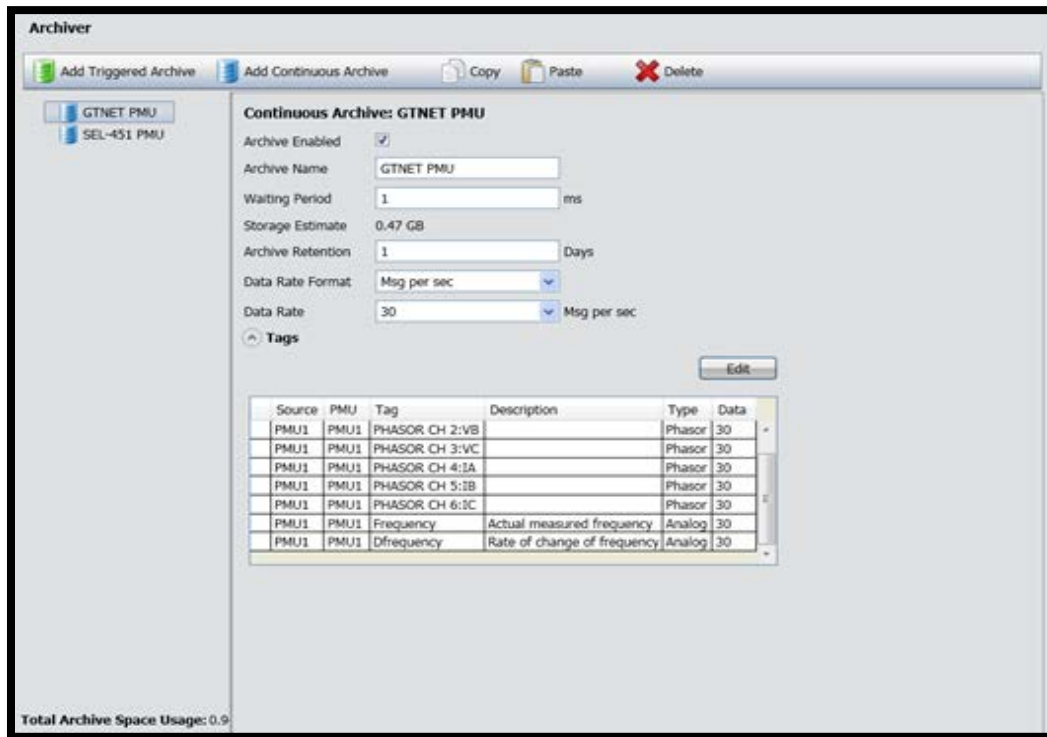 Archiver
Add Triggered Archive Add Continuous Archive Copy Paste Delete
GTNET PMU
SEL-451 PMU
Continuous Archive: GTNET PMU
Archive Enabled
Archive Name GTNET PMU
Waiting Period 1 ms
Storage Estimate 0.47 GB
Archive Retention 1 Days
Data Rate Format Msg per sec
Data Rate 30 Msg per sec
Tags
Edit
Source PMU Tag Description Type Data
PMU1 PMU1 PHASOR CH 2:VB Phasor 30
PMU1 PMU1 PHASOR CH 3:VC Phasor 30
PMU1 PMU1 PHASOR CH 4:IA Phasor 30
PMU1 PMU1 PHASOR CH 5:IB Phasor 30
PMU1 PMU1 PHASOR CH 6:IC Phasor 30
PMU1 PMU1 Frequency Actual measured frequency Analog 30
PMU1 PMU1 Dfrequency Rate of change of frequency Analog 30
Total Archive Space Usage: 0.9